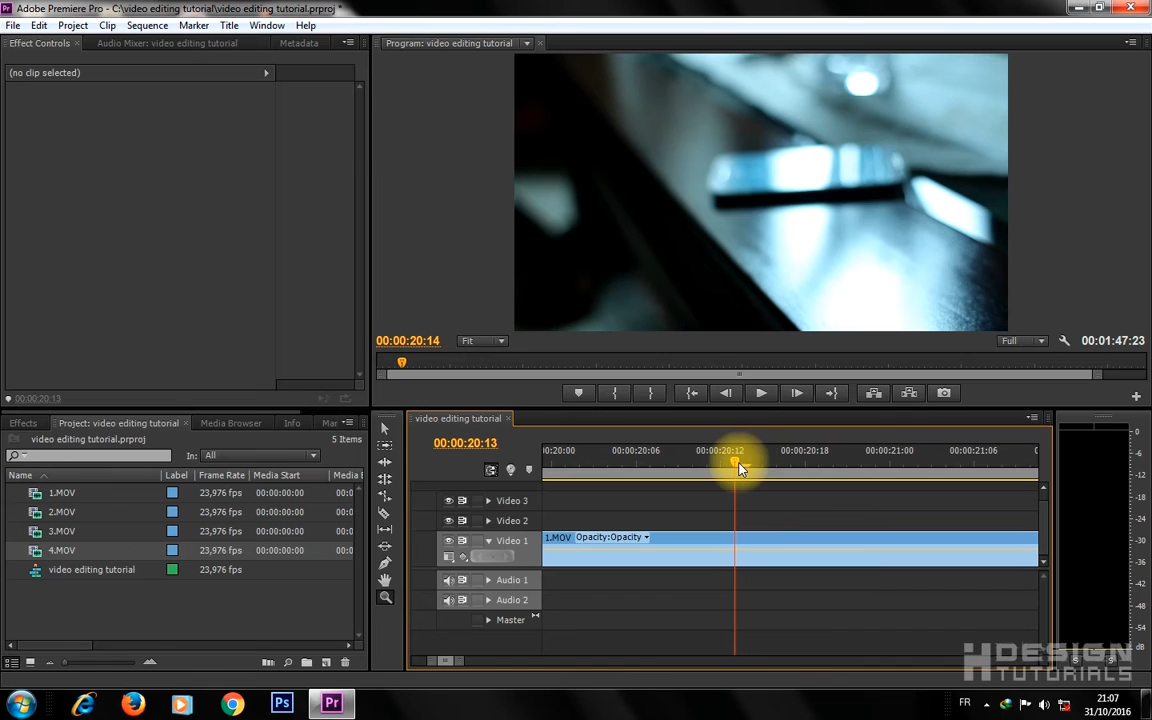 Adobe Premiere Pro - C:\video editing tutorial\video editing tutorial.prproj *
File Edit Project Clip Sequence Marker Title Window Help
Effect Controls Audio Mixer: video editing tutorial Metadata
(no clip selected)
00:00:20:13
Program: video editing tutorial
00:00:20:14 Fit Full 00:01:47:23
Effects Project: video editing tutorial Media Browser Info Mar
video editing tutorial.prproj 5 Items
In: All
Name Label Frame Rate Media Start Media E
1.MOV 23,976 fps 00:00:00:00 00:0
2.MOV 23,976 fps 00:00:00:00 00:0
3.MOV 23,976 fps 00:00:00:00 00:0
4.MOV 23,976 fps 00:00:00:00 00:0
video editing tutorial 23,976 fps
video editing tutorial
00:00:20:13
00:20:00 00:00:20:06 00:00:20:12 00:00:20:18 00:00:21:00 00:00:21:06 0
Video 3
Video 2
Video 1 1.MOV Opacity:Opacity
Audio 1
Audio 2
Master
0
-6
-12
-18
-24
-30
-36
-42
-48
-54
dB
S S
HDESIGN
TUTORIALS
Ps Pr
FR 21:07
31/10/2016